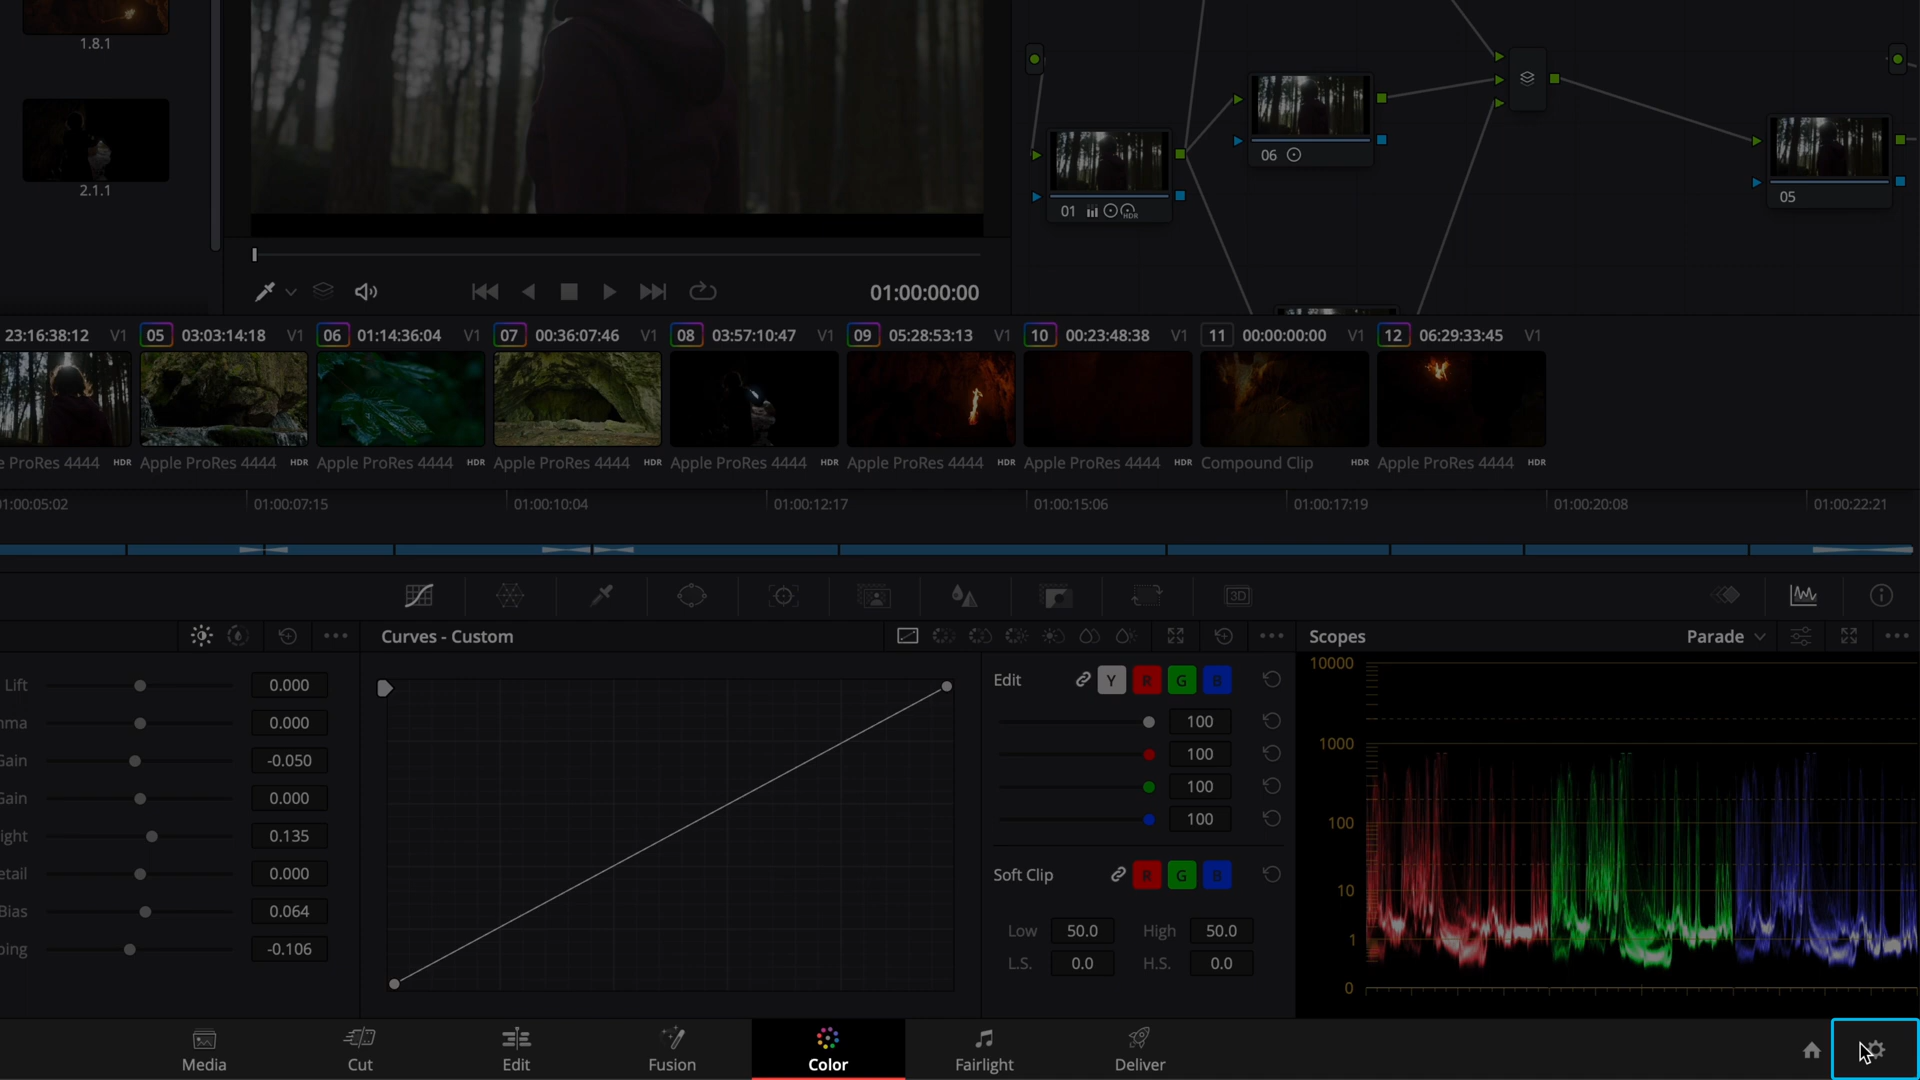 1.8.1
2.1.1
01:00:00:00
06
01 HDR
05
23:16:38:12 V1 05 03:03:14:18 V1 06 01:14:36:04 V1 07 00:36:07:46 V1 08 03:57:10:47 V1 09 05:28:53:13 V1 10 00:23:48:38 V1 11 00:00:00:00 V1 12 06:29:33:45 V1
e ProRes 4444 HDR Apple ProRes 4444 HDR Apple ProRes 4444 HDR Apple ProRes 4444 HDR Apple ProRes 4444 HDR Apple ProRes 4444 HDR Apple ProRes 4444 HDR Compound Clip HDR Apple ProRes 4444 HDR
01:00:05:02 01:00:07:15 01:00:10:04 01:00:12:17 01:00:15:06 01:00:17:19 01:00:20:08 01:00:22:21
3D
Lift 0.000
mma 0.000
Gain -0.050
Gain 0.000
ight 0.135
etail 0.000
Bias 0.064
ping -0.106
Curves - Custom
Edit Y R G B
100
100
100
100
Soft Clip R G B
Low 50.0 High 50.0
L.S. 0.0 H.S. 0.0
Scopes Parade
10000
1000
100
10
1
0
Media Cut Edit Fusion Color Fairlight Deliver